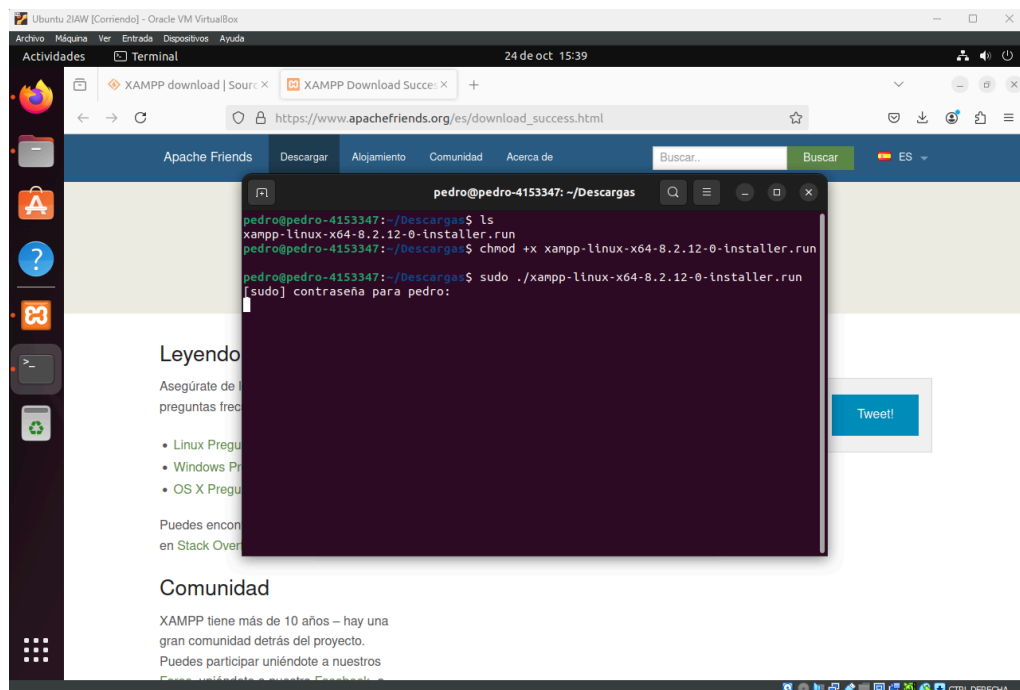 Ubuntu 2IAW [Corriendo] - Oracle VM VirtualBox
Archivo Máquina Ver Entrada Dispositivos Ayuda
Actividades Terminal 24 de oct 15:39
XAMPP download | Sourc XAMPP Download Succes
https://www.apachefriends.org/es/download_success.html
Apache Friends Descargar Alojamiento Comunidad Acerca de Buscar.. Buscar ES
pedro@pedro-4153347: ~/Descargas
pedro@pedro-4153347:~/Descargas$ ls
xampp-linux-x64-8.2.12-0-installer.run
pedro@pedro-4153347:~/Descargas$ chmod +x xampp-linux-x64-8.2.12-0-installer.run
pedro@pedro-4153347:~/Descargas$ sudo ./xampp-linux-x64-8.2.12-0-installer.run
[sudo] contraseña para pedro:
Leyendo
Asegúrate de l
preguntas frec
Tweet!
• Linux Pregu
• Windows Pr
• OS X Pregu
Puedes encon
en Stack Over
Comunidad
XAMPP tiene más de 10 años – hay una
gran comunidad detrás del proyecto.
Puedes participar uniéndote a nuestros
CTRL DERECHA